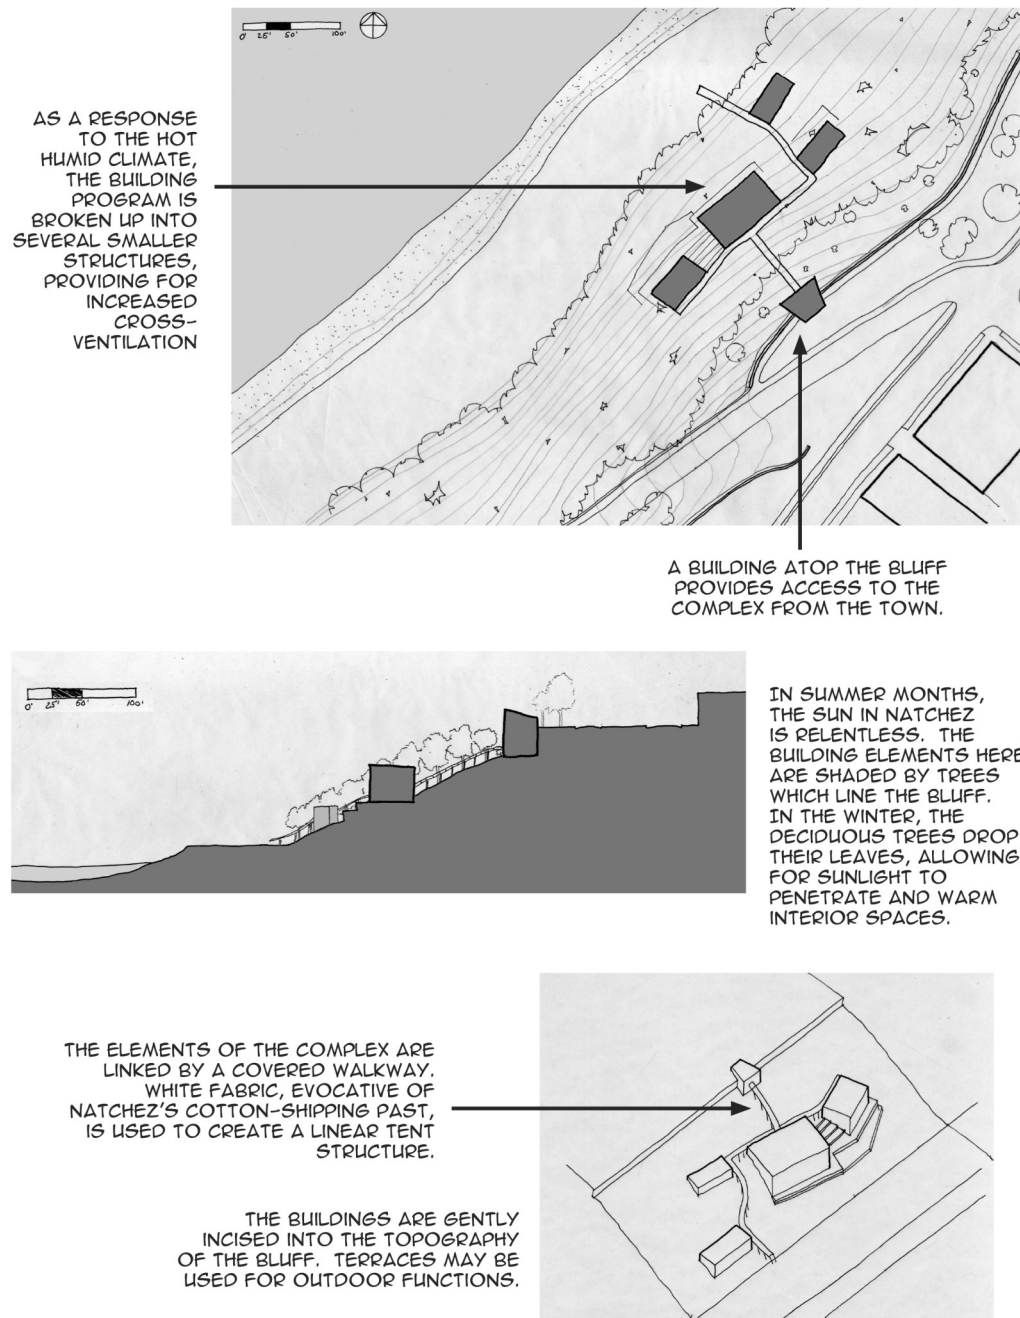 0' 25' 50' 100'
AS A RESPONSE
TO THE HOT
HUMID CLIMATE,
THE BUILDING
PROGRAM IS
BROKEN UP INTO
SEVERAL SMALLER
STRUCTURES,
PROVIDING FOR
INCREASED
CROSS-
VENTILATION
A BUILDING ATOP THE BLUFF
PROVIDES ACCESS TO THE
COMPLEX FROM THE TOWN.
0' 25' 50' 100'
IN SUMMER MONTHS,
THE SUN IN NATCHEZ
IS RELENTLESS. THE
BUILDING ELEMENTS HERE
ARE SHADED BY TREES
WHICH LINE THE BLUFF.
IN THE WINTER, THE
DECIDUOUS TREES DROP
THEIR LEAVES, ALLOWING
FOR SUNLIGHT TO
PENETRATE AND WARM
INTERIOR SPACES.
THE ELEMENTS OF THE COMPLEX ARE
LINKED BY A COVERED WALKWAY.
WHITE FABRIC, EVOCATIVE OF
NATCHEZ'S COTTON-SHIPPING PAST,
IS USED TO CREATE A LINEAR TENT
STRUCTURE.
THE BUILDINGS ARE GENTLY
INCISED INTO THE TOPOGRAPHY
OF THE BLUFF. TERRACES MAY BE
USED FOR OUTDOOR FUNCTIONS.